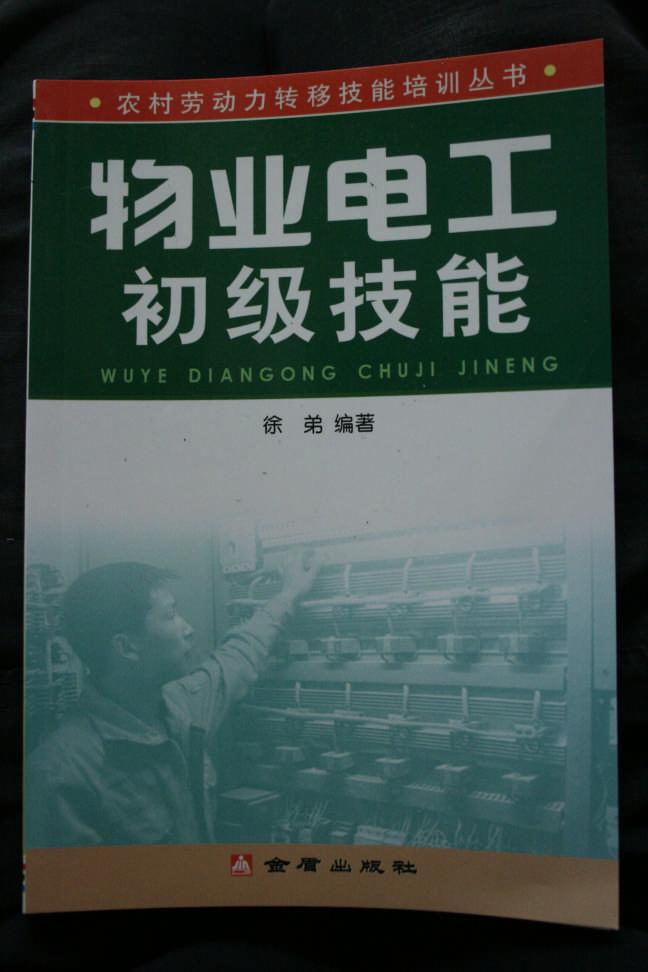 • 农村劳动力转移技能培训丛书 •
物业电工
初级技能
WUYE DIANGONG CHUJI JINENG
徐 弟 编著
金盾出版社